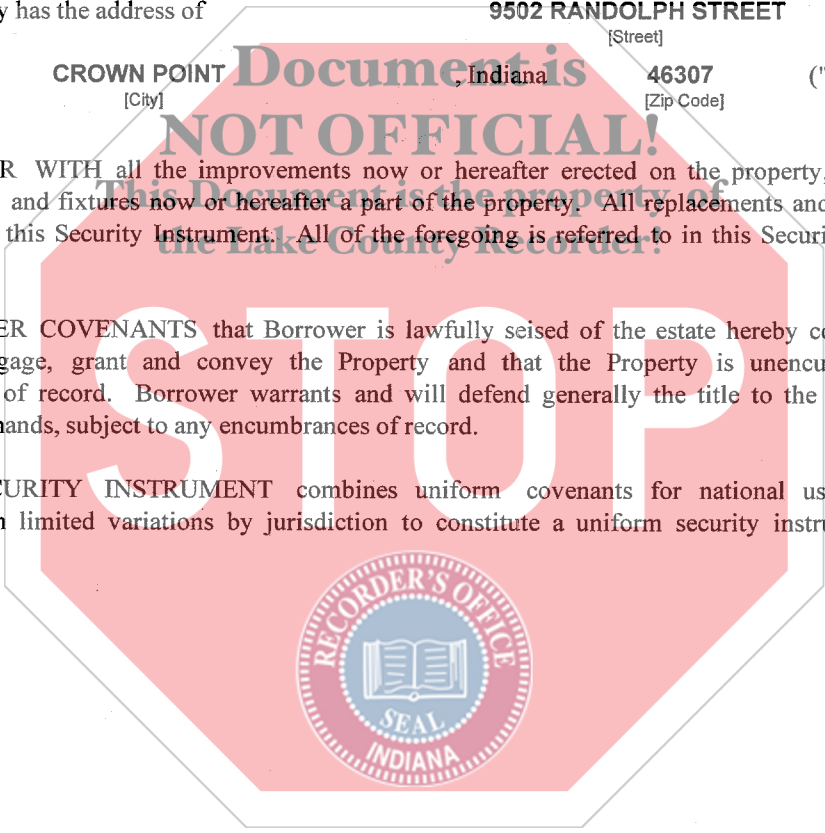 y has the address of 9502 RANDOLPH STREET
[Street]
CROWN POINT , Indiana 46307 ("
[City] [Zip Code]
Document is
NOT OFFICIAL!
This Document is the property of
the Lake County Recorder!
R WITH all the improvements now or hereafter erected on the property,
and fixtures now or hereafter a part of the property. All replacements and
this Security Instrument. All of the foregoing is referred to in this Securi
ER COVENANTS that Borrower is lawfully seised of the estate hereby co
gage, grant and convey the Property and that the Property is unencu
of record. Borrower warrants and will defend generally the title to the
nands, subject to any encumbrances of record.
CURITY INSTRUMENT combines uniform covenants for national us
n limited variations by jurisdiction to constitute a uniform security instru
STOP
RECORDER'S OFFICE
SEAL
INDIANA